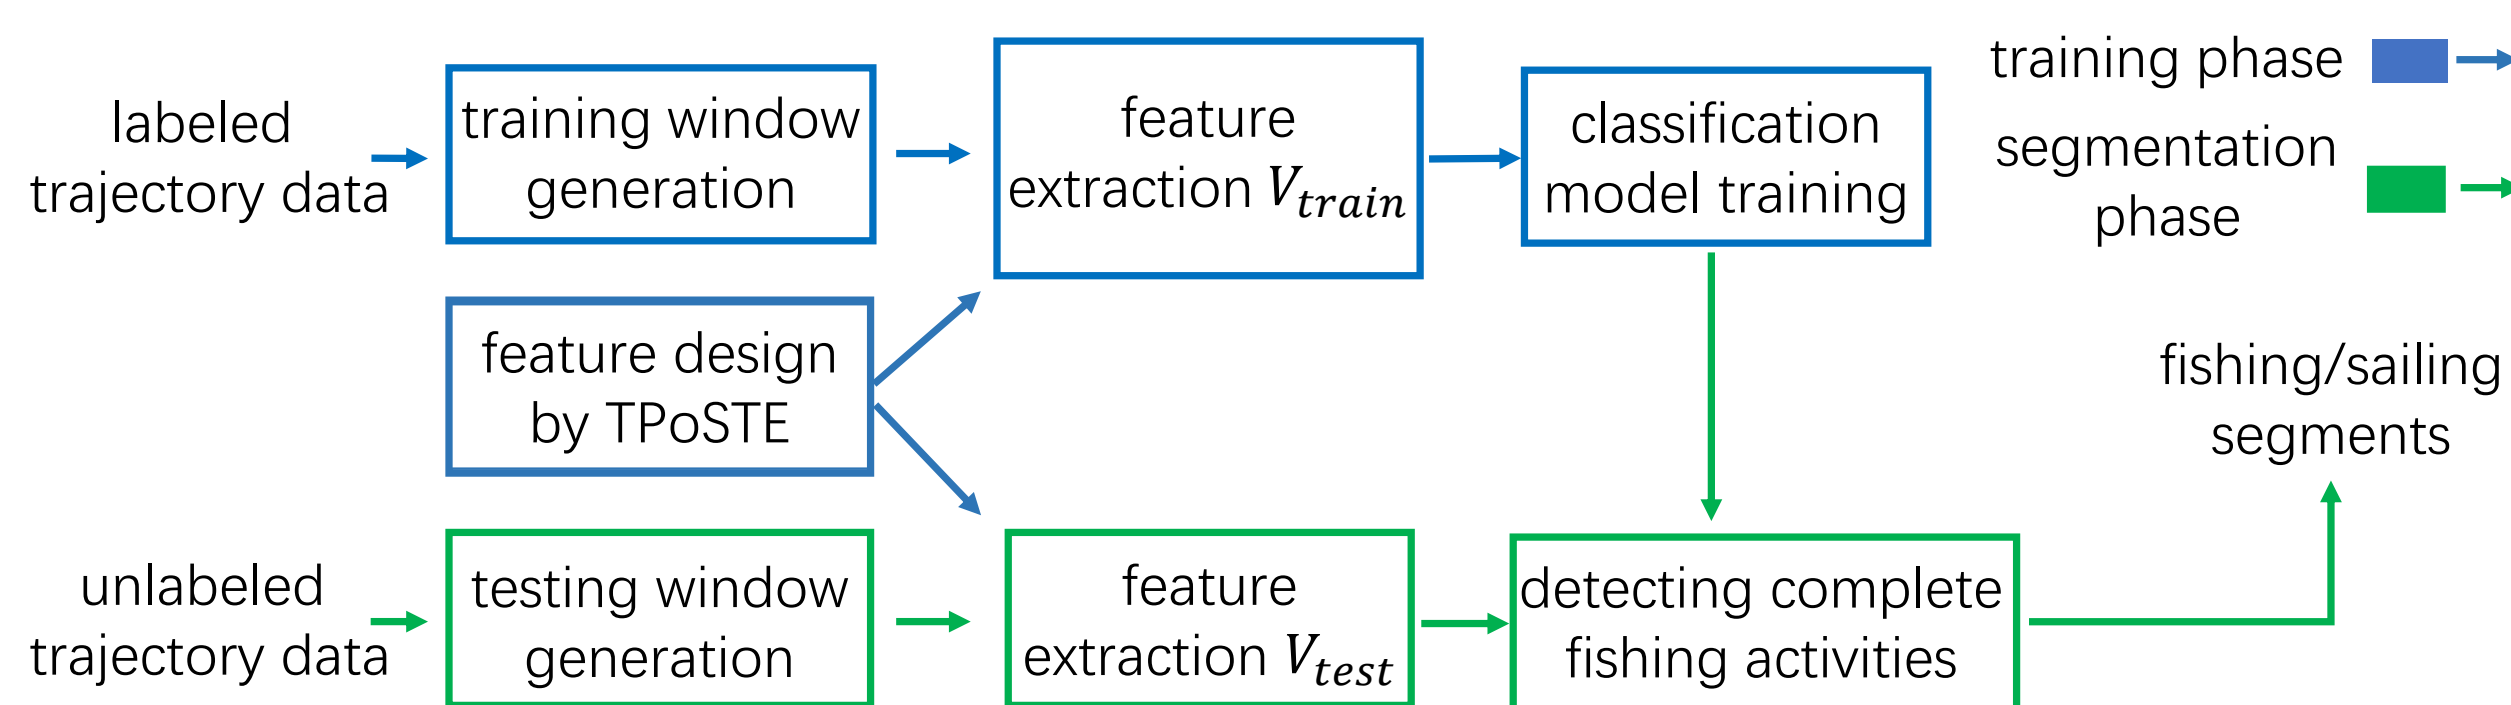 labeled
trajectory data
training window
generation
feature
extraction V_train
classification
model training
training phase
segmentation
phase
feature design
by TPoSTE
fishing/sailing
segments
unlabeled
trajectory data
testing window
generation
feature
extraction V_test
detecting complete
fishing activities